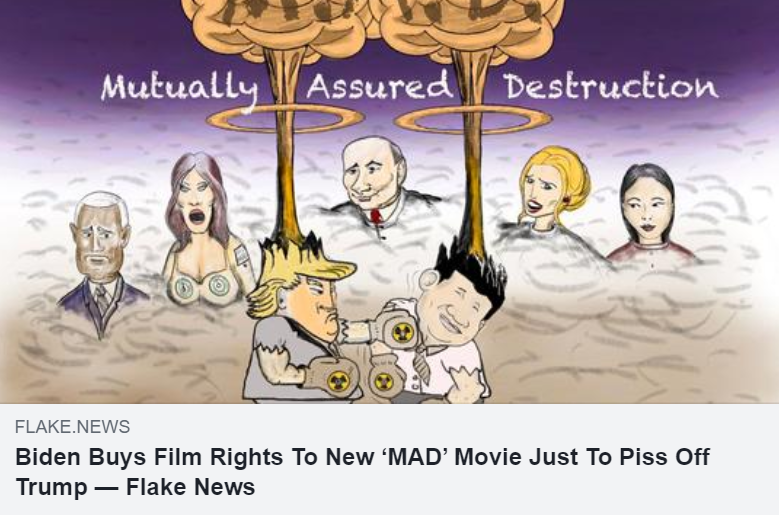 Mutually Assured Destruction
FLAKE.NEWS
Biden Buys Film Rights To New ‘MAD’ Movie Just To Piss Off
Trump — Flake News